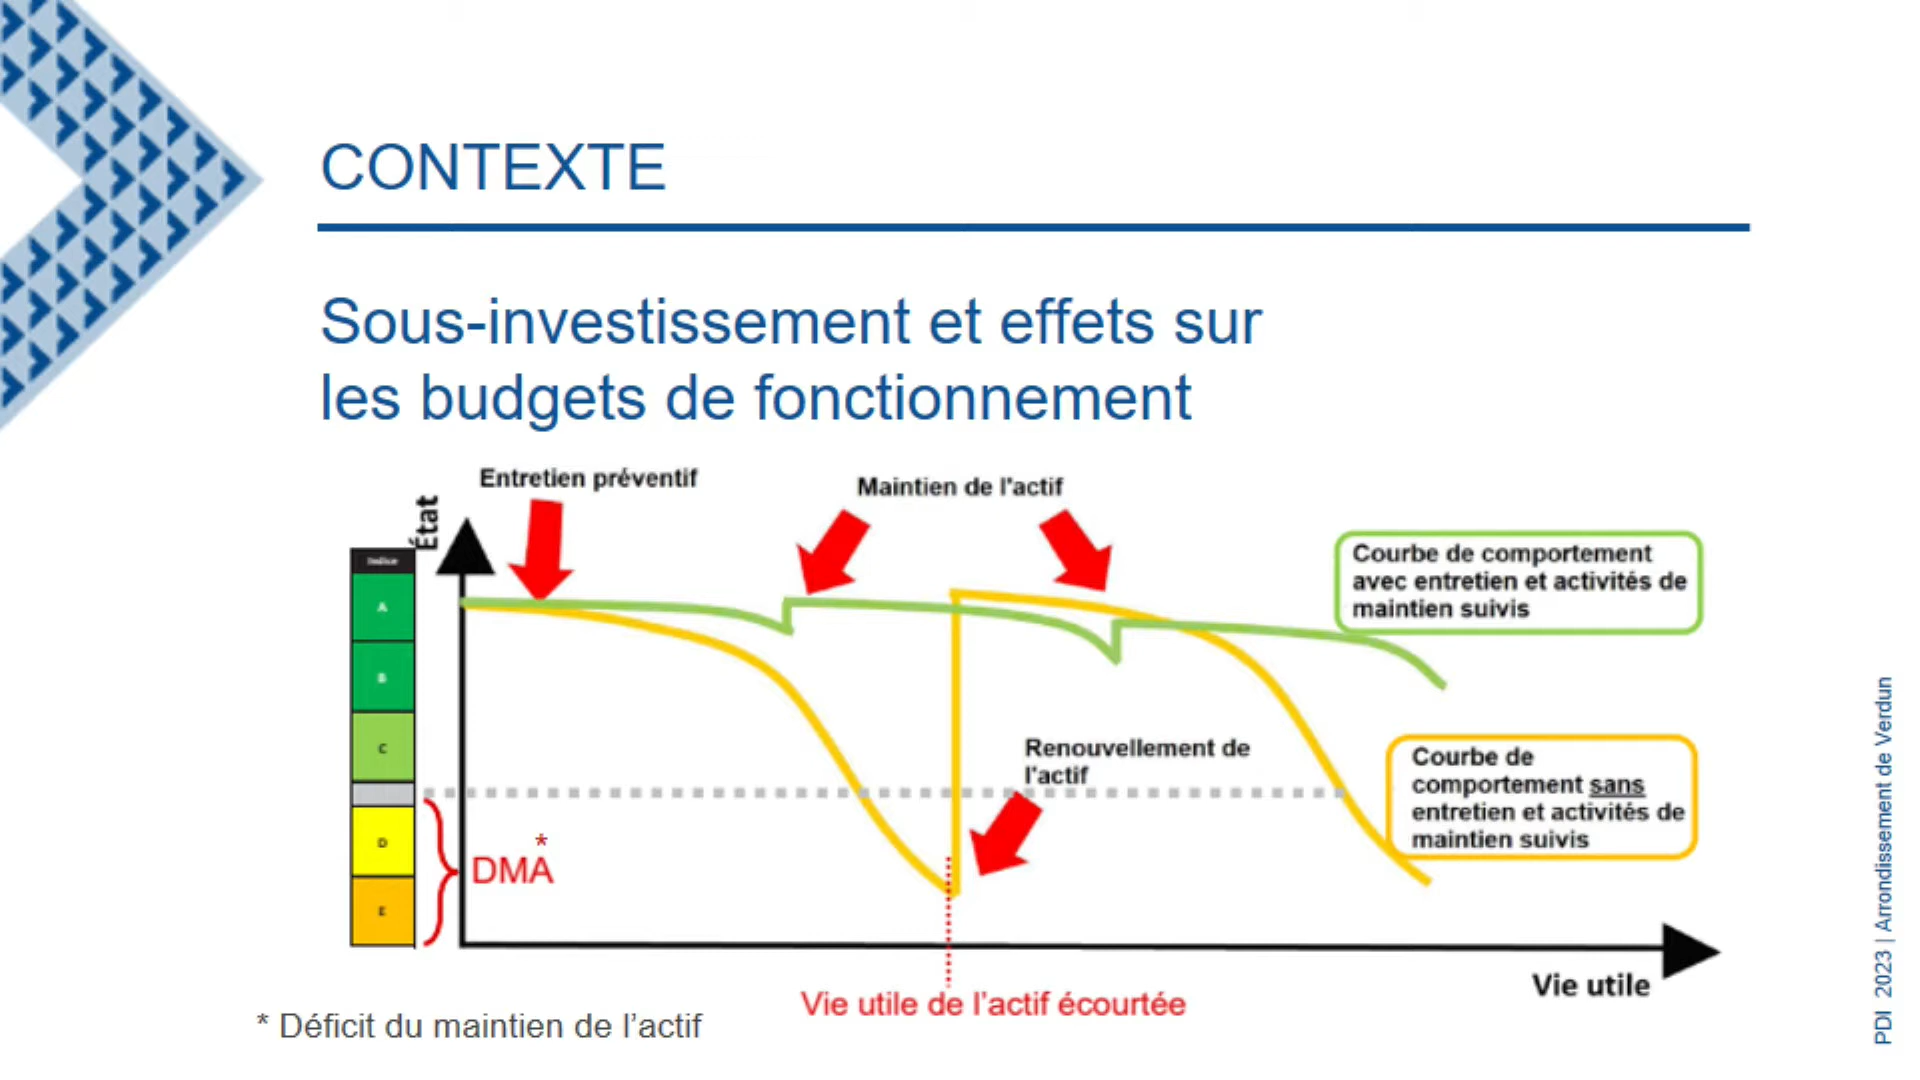 CONTEXTE
Sous-investissement et effets sur
les budgets de fonctionnement
Entretien préventif
Maintien de l'actif
État
Indice
A
B
C
D
E
Courbe de comportement
avec entretien et activités de
maintien suivis
Renouvellement de
l'actif
Courbe de
comportement sans
entretien et activités de
maintien suivis
*
DMA
Vie utile
Vie utile de l'actif écourtée
* Déficit du maintien de l’actif
PDI 2023 | Arrondissement de Verdun